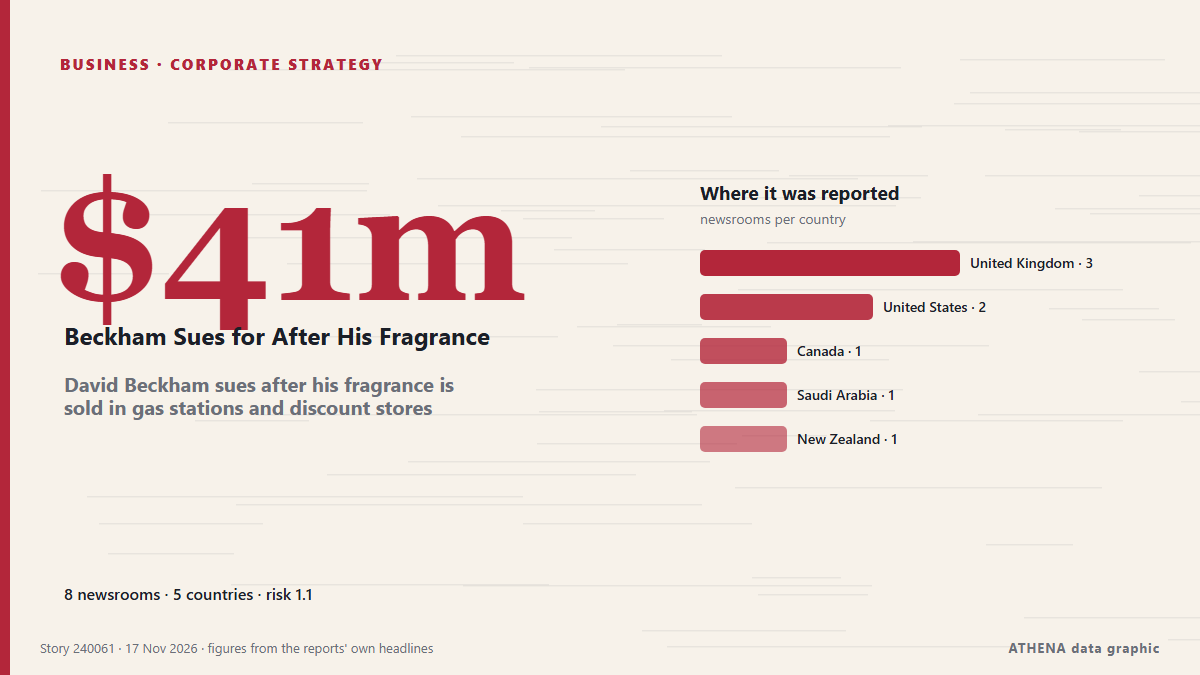 BUSINESS · CORPORATE STRATEGY
$41m
Beckham Sues for After His Fragrance
David Beckham sues after his fragrance is
sold in gas stations and discount stores
Where it was reported
newsrooms per country
United Kingdom · 3
United States · 2
Canada · 1
Saudi Arabia · 1
New Zealand · 1
8 newsrooms · 5 countries · risk 1.1
Story 240061 · 17 Nov 2026 · figures from the reports' own headlines
ATHENA data graphic